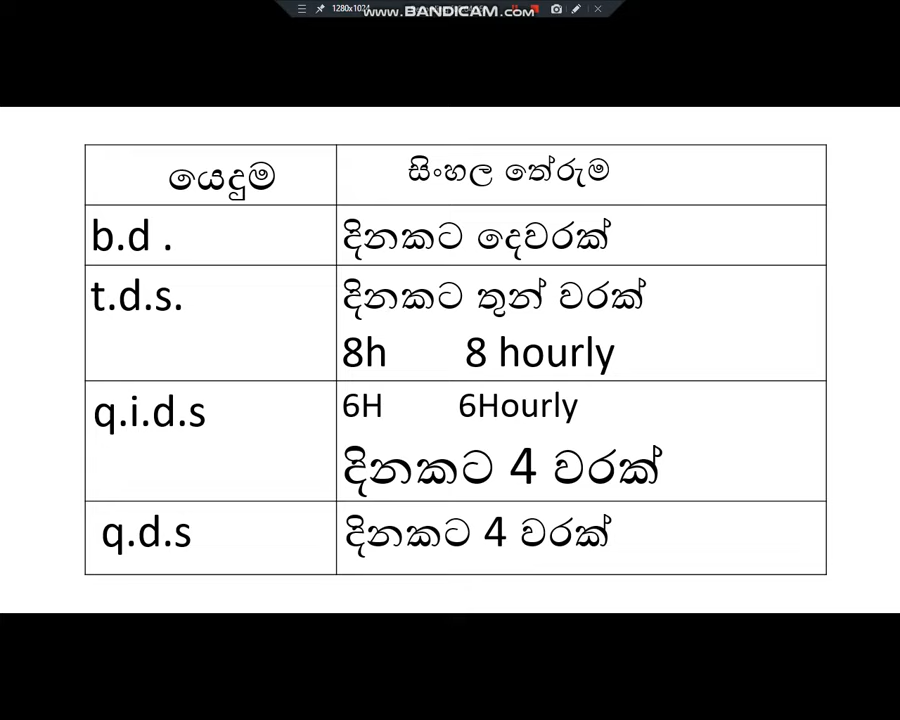 1280x1024
www.BANDICAM.com
යෙදුම
සිංහල තේරුම
b.d .
දිනකට දෙවරක්
t.d.s.
දිනකට තුන් වරක්
8h 8 hourly
q.i.d.s
6H 6Hourly
දිනකට 4 වරක්
q.d.s
දිනකට 4 වරක්